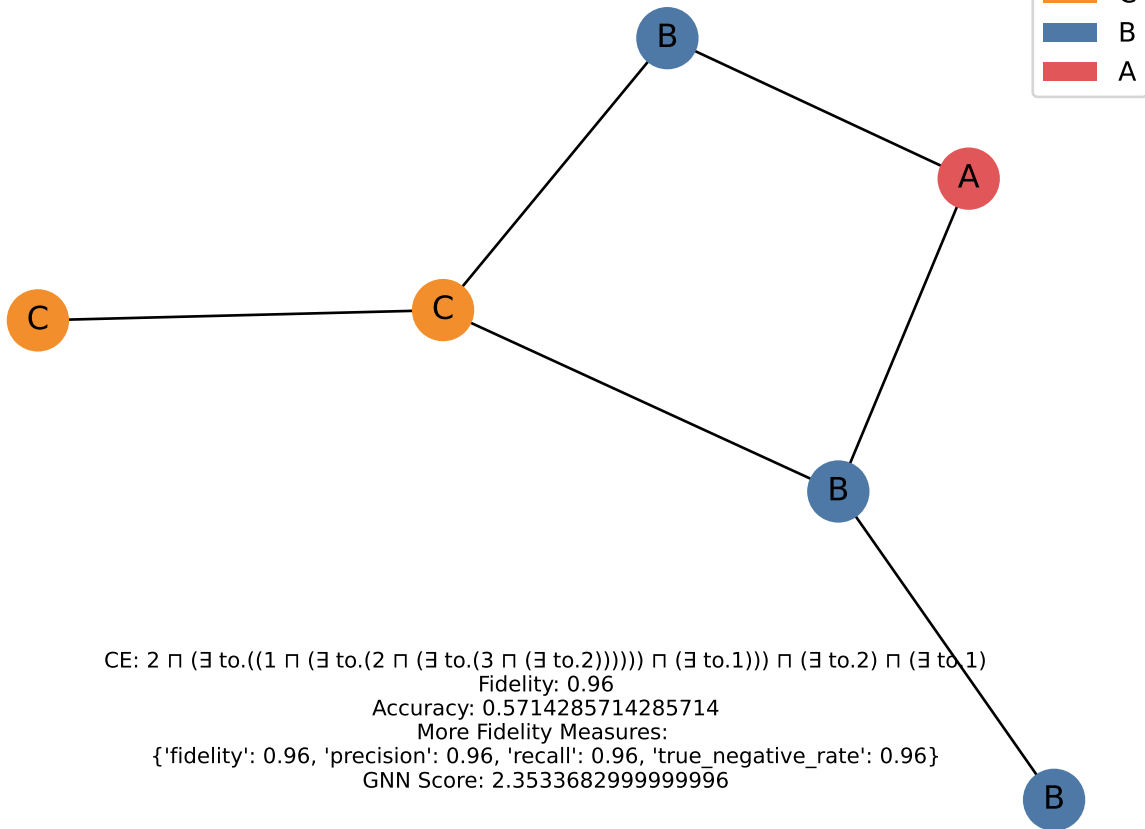 B
B
A
A
C
C
B
CE: 2 ⊓ (∃ to.((1 ⊓ (∃ to.(2 ⊓ (∃ to.(3 ⊓ (∃ to.2)))))) ⊓ (∃ to.1))) ⊓ (∃ to.2) ⊓ (∃ to.1)
Fidelity: 0.96
Accuracy: 0.5714285714285714
More Fidelity Measures:
{'fidelity': 0.96, 'precision': 0.96, 'recall': 0.96, 'true_negative_rate': 0.96}
GNN Score: 2.3533682999999996
B